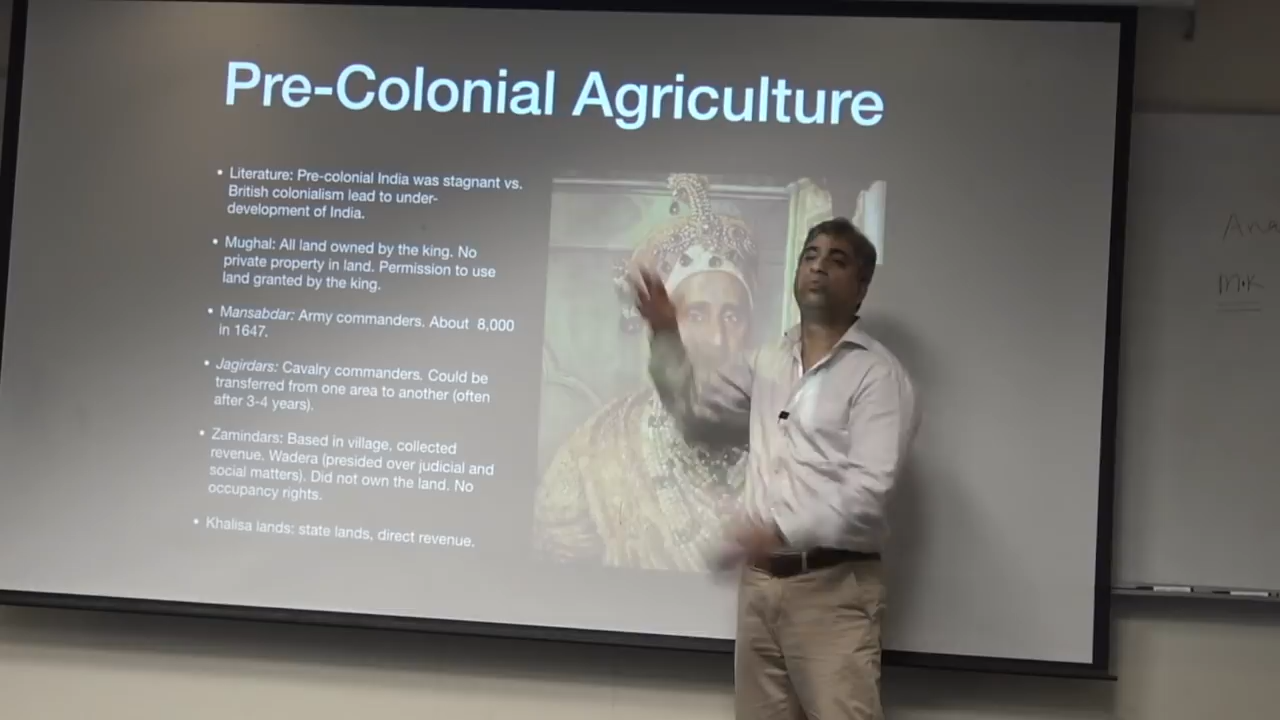 Pre-Colonial Agriculture
• Literature: Pre-colonial India was stagnant vs.
British colonialism lead to under-
development of India.
• Mughal: All land owned by the king. No
private property in land. Permission to use
land granted by the king.
• Mansabdar: Army commanders. About 8,000
in 1647.
• Jagirdars: Cavalry commanders. Could be
transferred from one area to another (often
after 3-4 years).
• Zamindars: Based in village, collected
revenue. Wadera (presided over judicial and
social matters). Did not own the land. No
occupancy rights.
• Khalisa lands: state lands, direct revenue.